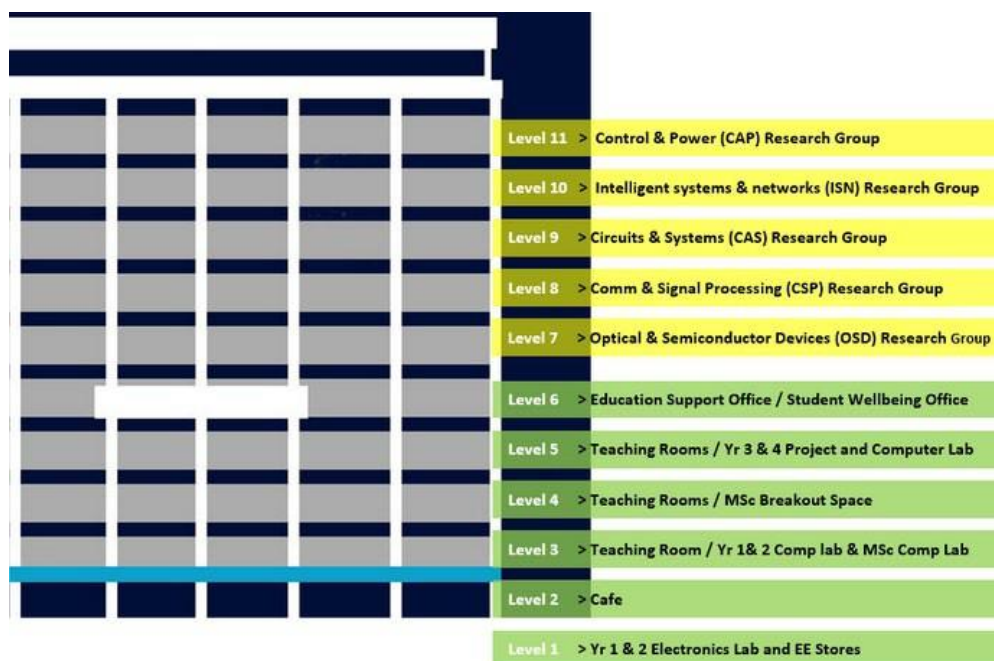 Level 11 > Control & Power (CAP) Research Group
Level 10 > Intelligent systems & networks (ISN) Research Group
Level 9 > Circuits & Systems (CAS) Research Group
Level 8 > Comm & Signal Processing (CSP) Research Group
Level 7 > Optical & Semiconductor Devices (OSD) Research Group
Level 6 > Education Support Office / Student Wellbeing Office
Level 5 > Teaching Rooms / Yr 3 & 4 Project and Computer Lab
Level 4 > Teaching Rooms / MSc Breakout Space
Level 3 > Teaching Room / Yr 1& 2 Comp lab & MSc Comp Lab
Level 2 > Cafe
Level 1 > Yr 1 & 2 Electronics Lab and EE Stores